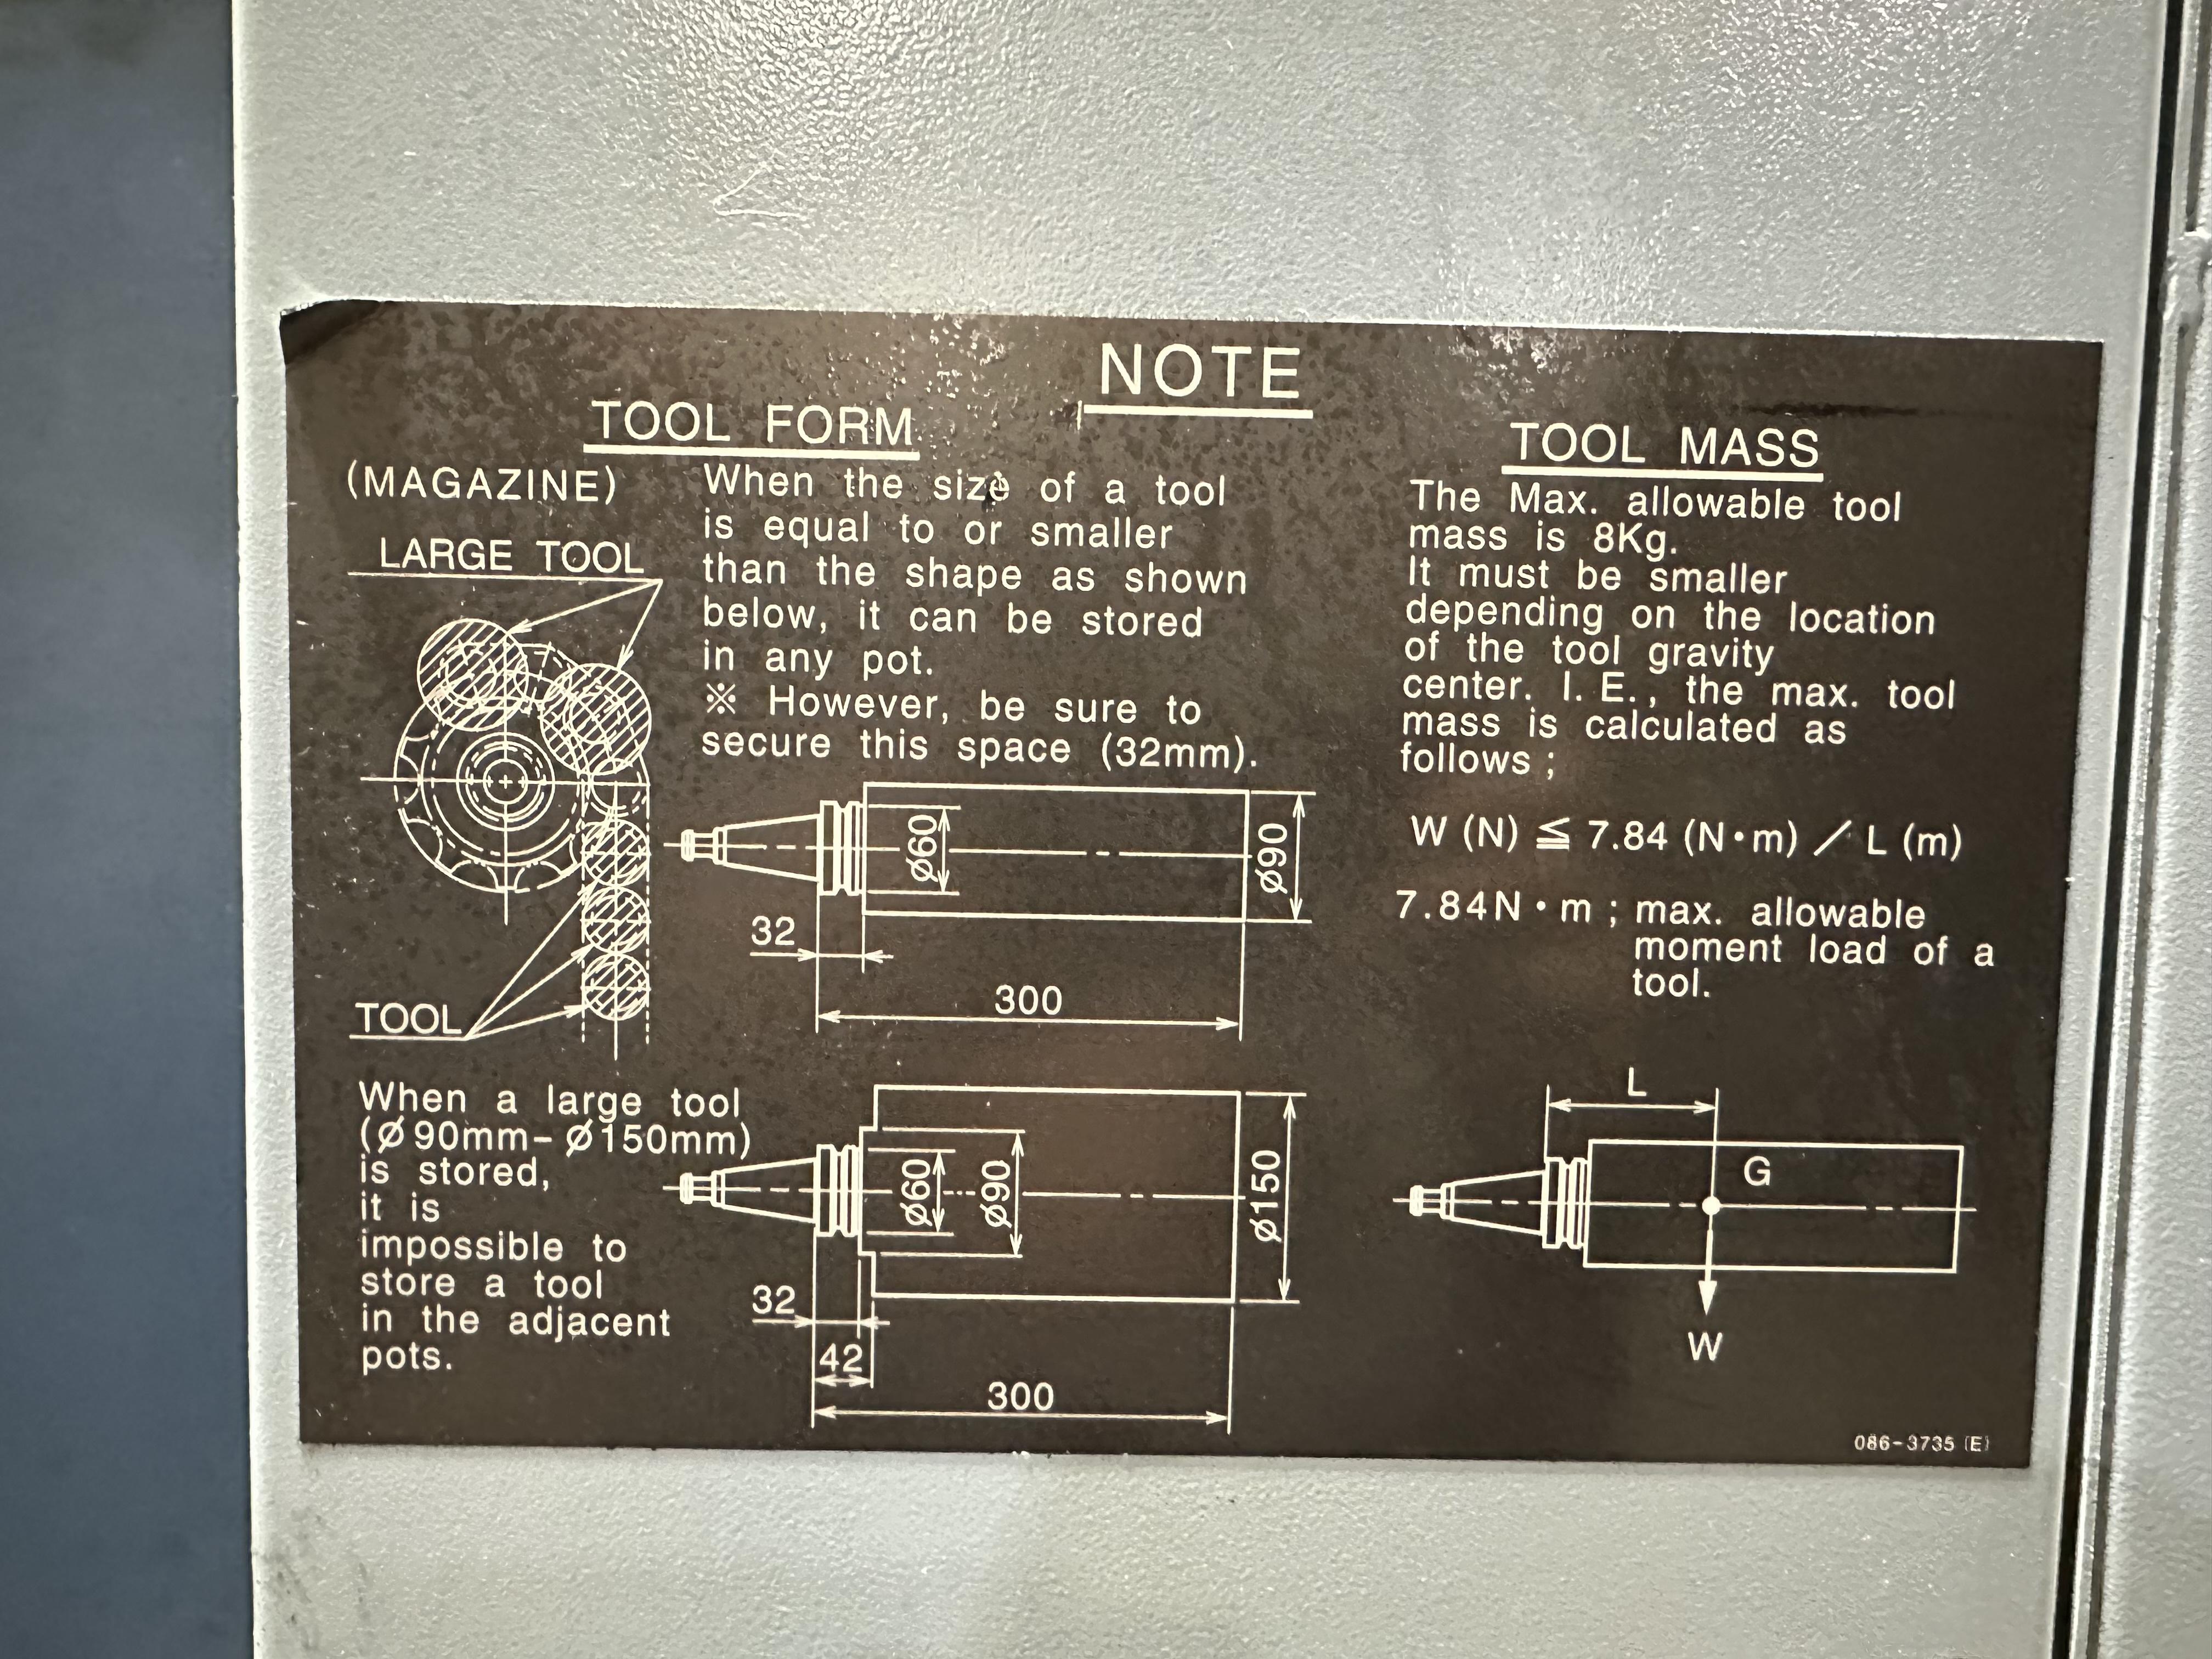 NOTE
TOOL FORM
(MAGAZINE)
LARGE TOOL
TOOL
When the size of a tool
is equal to or smaller
than the shape as shown
below, it can be stored
in any pot.
※ However, be sure to
secure this space (32mm).
Ø60
Ø90
32
300
When a large tool
(Ø90mm-Ø150mm)
is stored,
it is
impossible to
store a tool
in the adjacent
pots.
Ø60
Ø90
Ø150
32
42
300
TOOL MASS
The Max. allowable tool
mass is 8Kg.
It must be smaller
depending on the location
of the tool gravity
center. I.E., the max. tool
mass is calculated as
follows;
W (N) ≦ 7.84 (N·m) / L (m)
7.84N·m ; max. allowable
moment load of a
tool.
L
G
W
086-3735 (E)